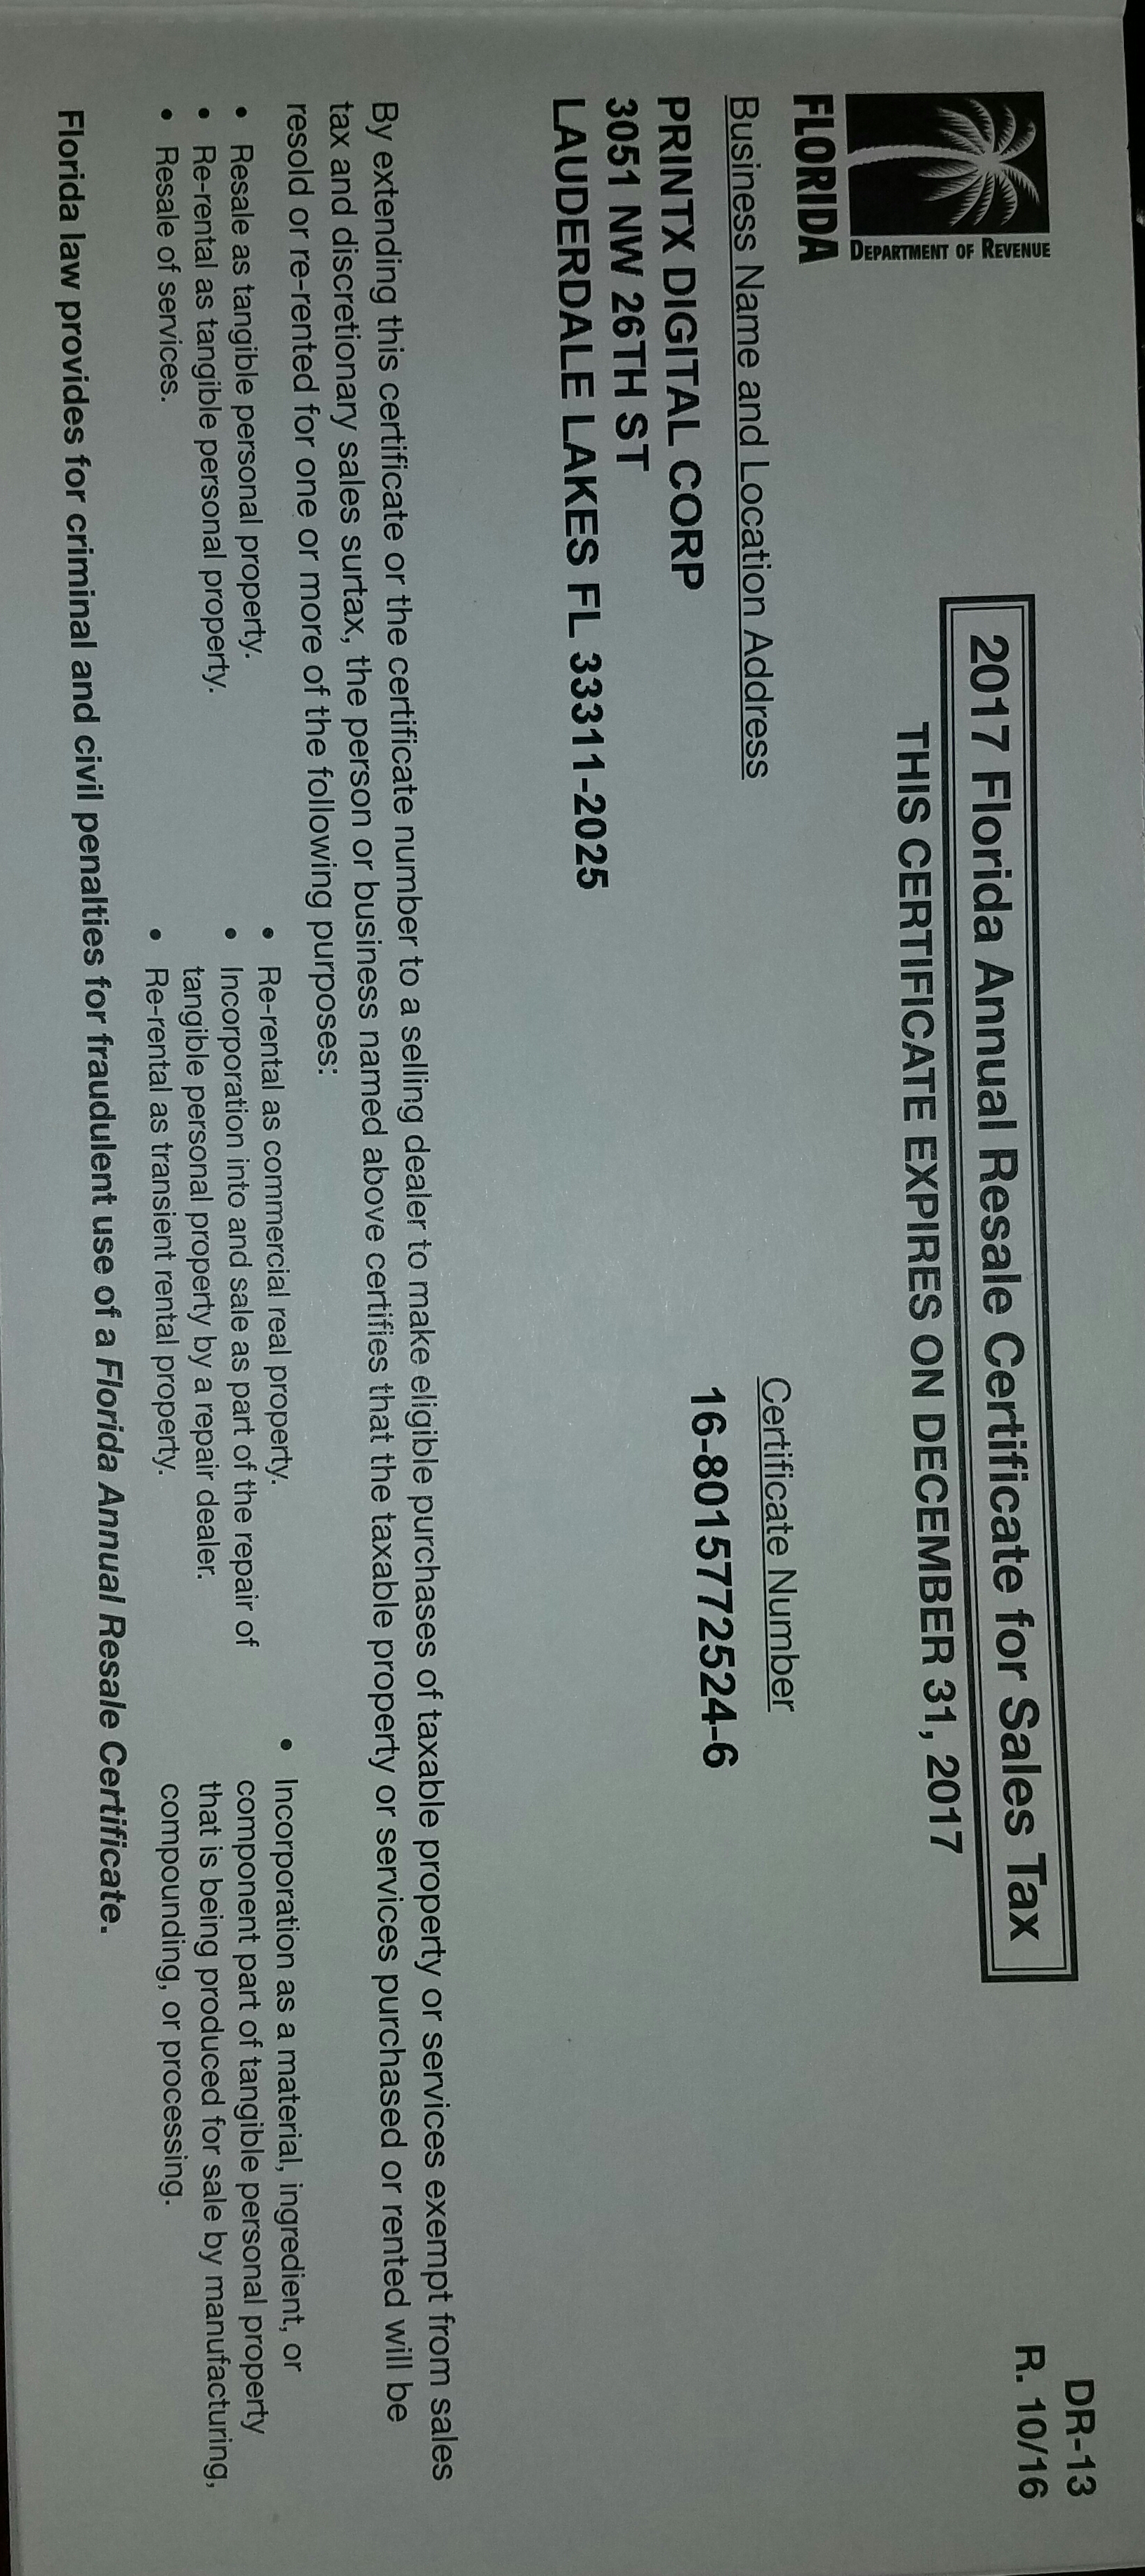 DR-13
R. 10/16
2017 Florida Annual Resale Certificate for Sales Tax
THIS CERTIFICATE EXPIRES ON DECEMBER 31, 2017
DEPARTMENT OF REVENUE
FLORIDA
Business Name and Location Address
Certificate Number
PRINTX DIGITAL CORP
16-8015772524-6
3051 NW 26TH ST
LAUDERDALE LAKES FL 33311-2025
By extending this certificate or the certificate number to a selling dealer to make eligible purchases of taxable property or services exempt from sales
tax and discretionary sales surtax, the person or business named above certifies that the taxable property or services purchased or rented will be
resold or re-rented for one or more of the following purposes:
• Resale as tangible personal property.
• Re-rental as tangible personal property.
• Resale of services.
• Re-rental as commercial real property.
• Incorporation into and sale as part of the repair of
tangible personal property by a repair dealer.
• Re-rental as transient rental property.
• Incorporation as a material, ingredient, or
component part of tangible personal property
that is being produced for sale by manufacturing,
compounding, or processing.
Florida law provides for criminal and civil penalties for fraudulent use of a Florida Annual Resale Certificate.